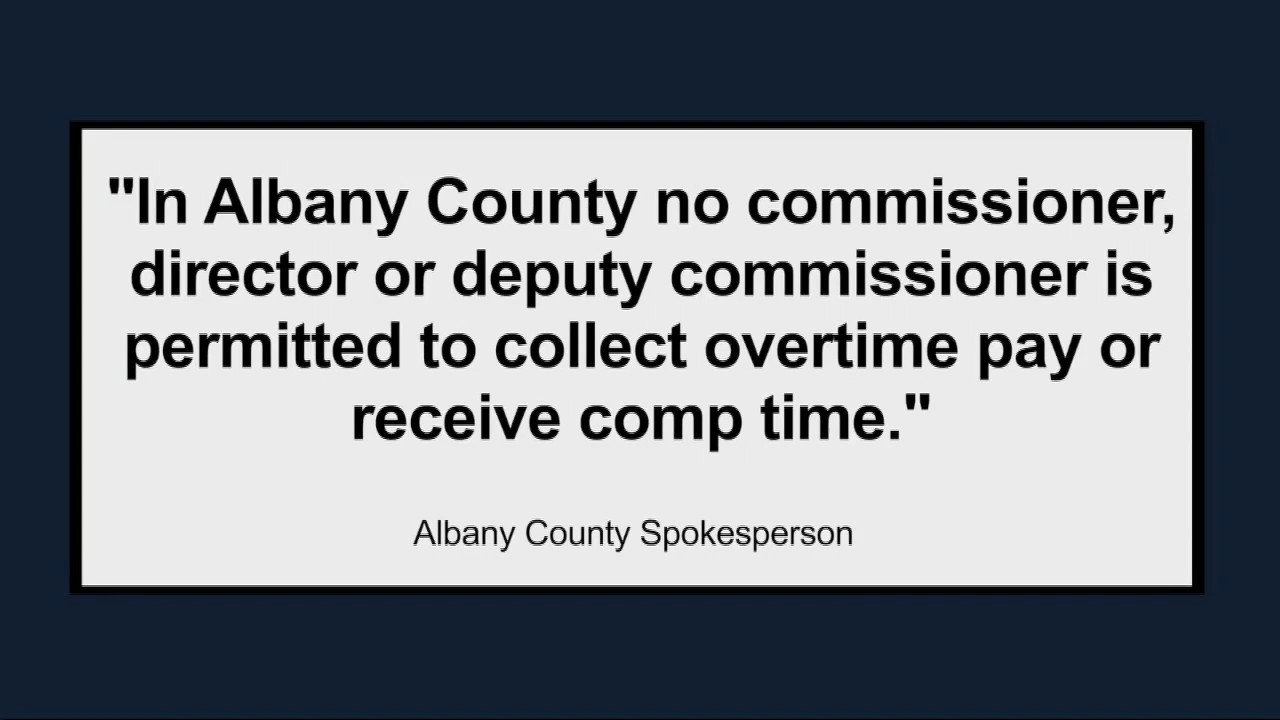 "In Albany County no commissioner,
director or deputy commissioner is
permitted to collect overtime pay or
receive comp time."
Albany County Spokesperson